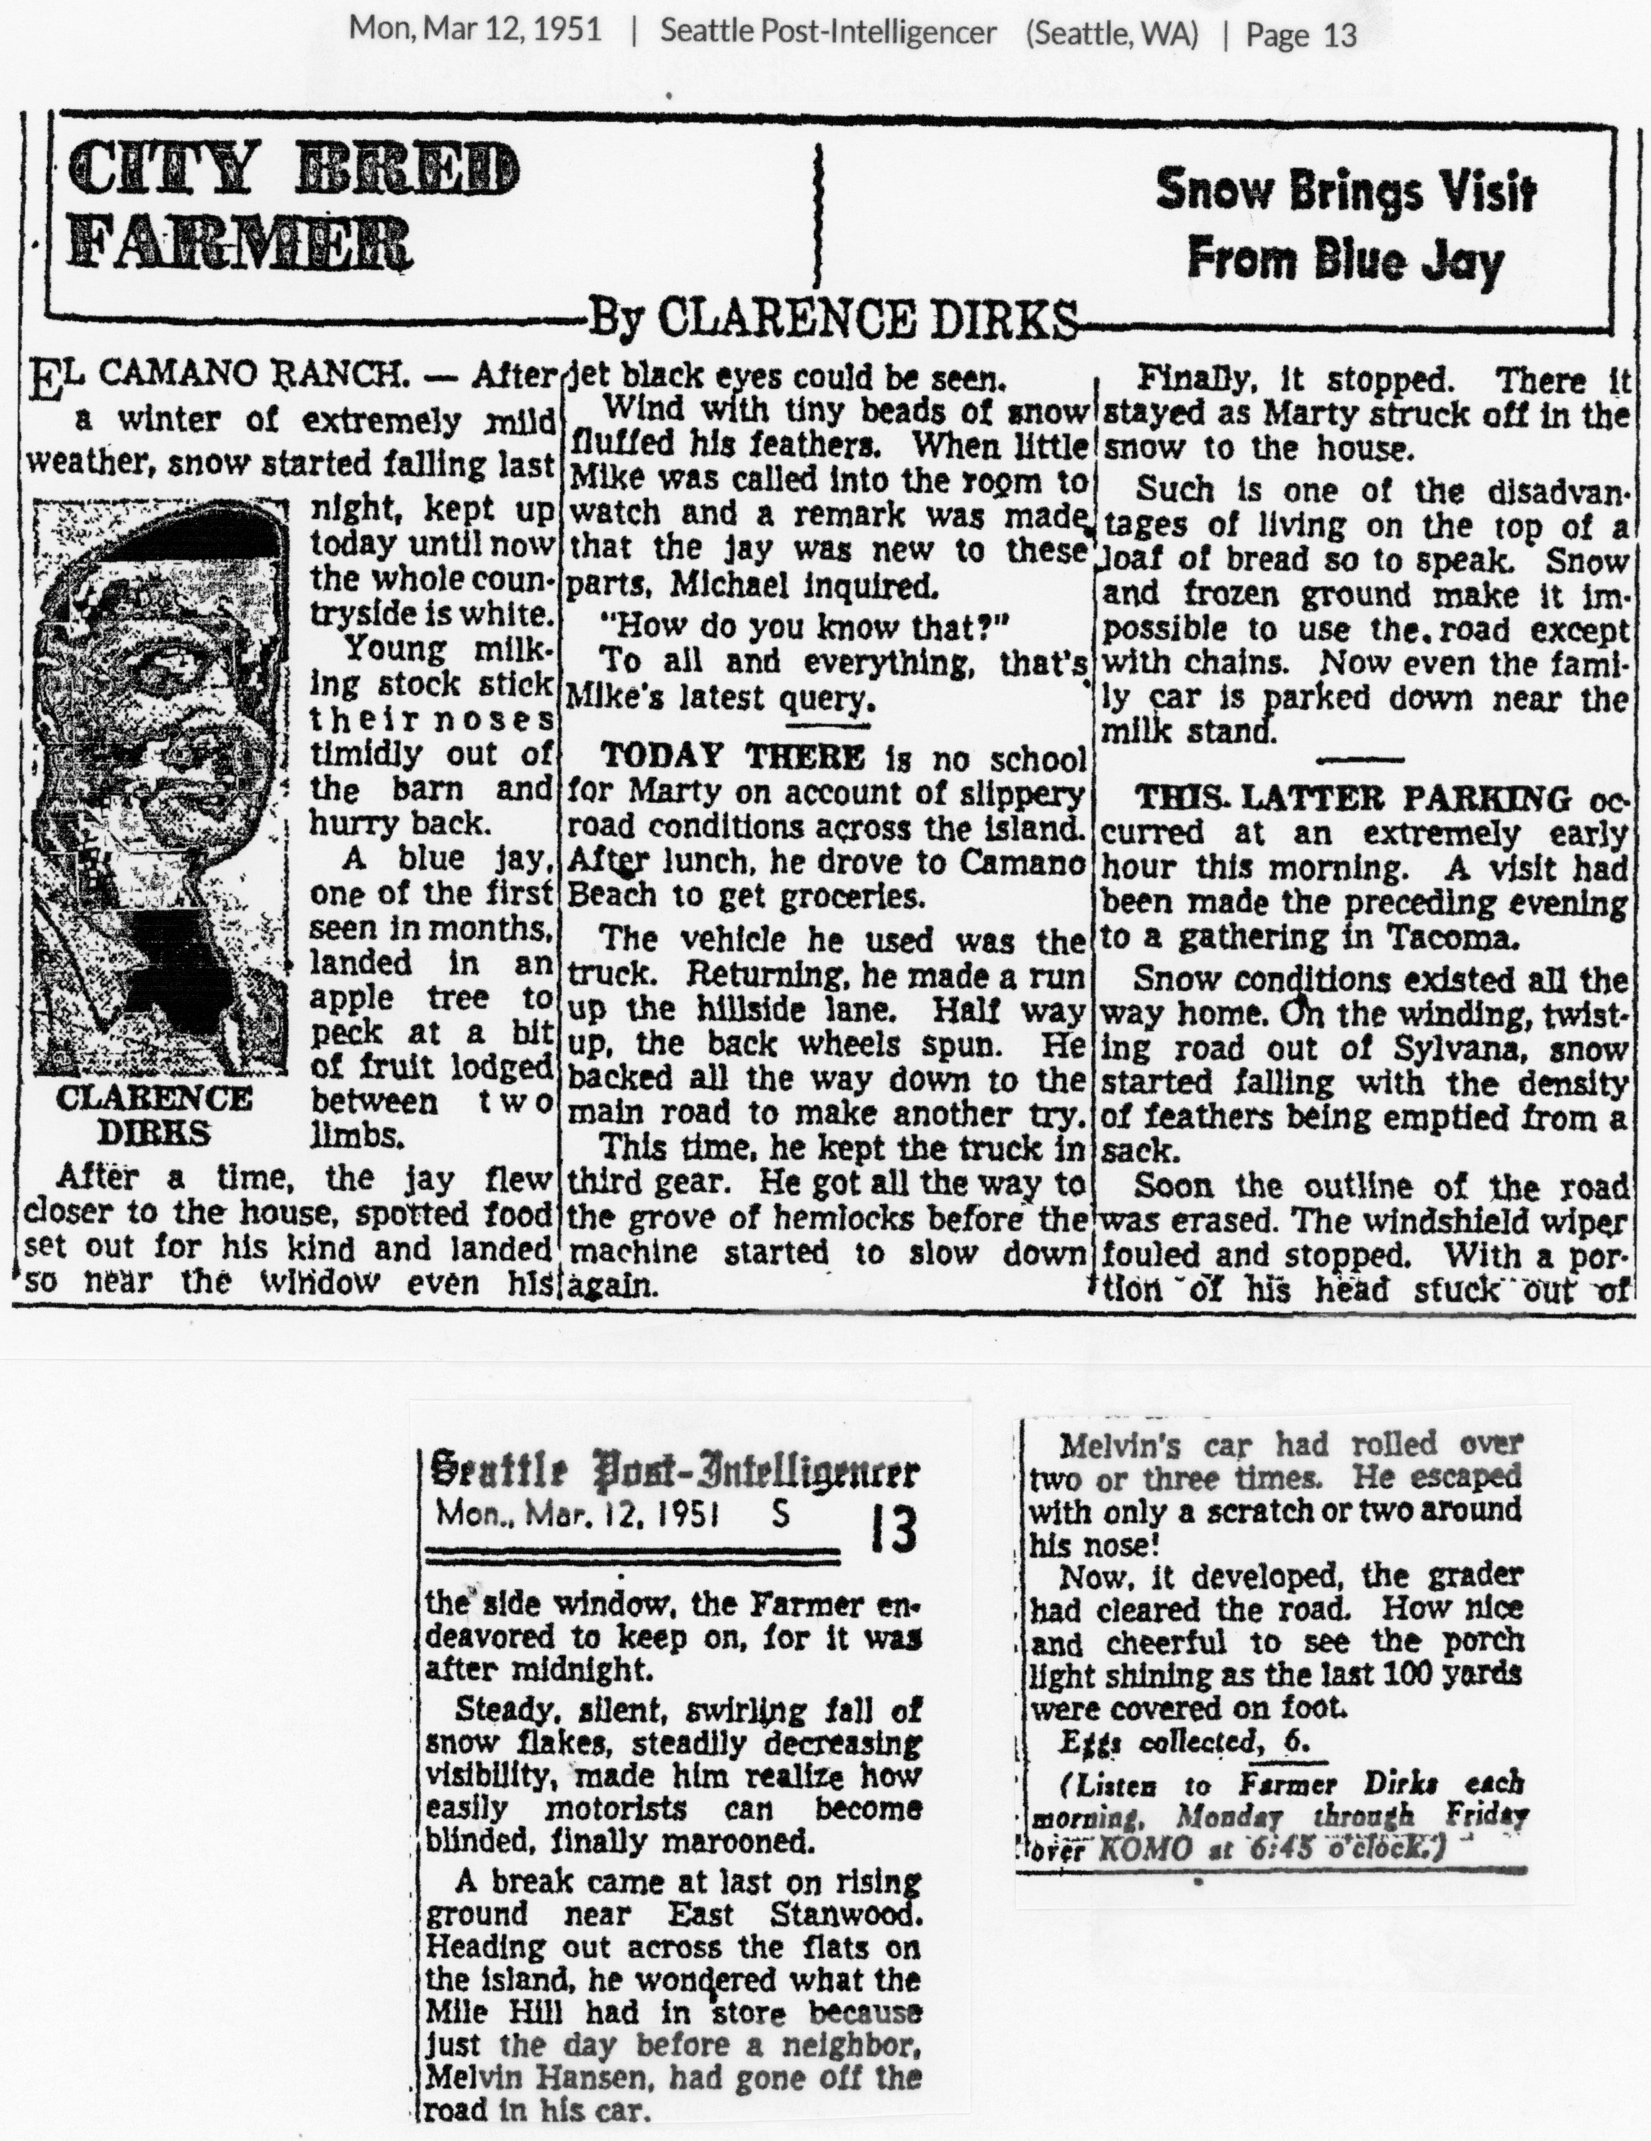 Mon, Mar 12, 1951 | Seattle Post-Intelligencer (Seattle, WA) | Page 13
CITY BRED
FARMER
Snow Brings Visit
From Blue Jay
By CLARENCE DIRKS
EL CAMANO RANCH. — After
a winter of extremely mild
weather, snow started falling last
night, kept up
today until now
the whole coun-
tryside is white.
Young milk-
ing stock stick
their noses
timidly out of
the barn and
hurry back.
A blue jay,
one of the first
seen in months,
landed in an
apple tree to
peck at a bit
of fruit lodged
between two
limbs.
CLARENCE
DIRKS
After a time, the jay flew
closer to the house, spotted food
set out for his kind and landed
so near the window even his
jet black eyes could be seen.
Wind with tiny beads of snow
fluffed his feathers. When little
Mike was called into the room to
watch and a remark was made
that the jay was new to these
parts, Michael inquired.
"How do you know that?"
To all and everything, that's
Mike's latest query.
TODAY THERE is no school
for Marty on account of slippery
road conditions across the island.
After lunch, he drove to Camano
Beach to get groceries.
The vehicle he used was the
truck. Returning, he made a run
up the hillside lane. Half way
up, the back wheels spun. He
backed all the way down to the
main road to make another try.
This time, he kept the truck in
third gear. He got all the way to
the grove of hemlocks before the
machine started to slow down
again.
Finally, it stopped. There it
stayed as Marty struck off in the
snow to the house.
Such is one of the disadvan-
tages of living on the top of a
loaf of bread so to speak. Snow
and frozen ground make it im-
possible to use the road except
with chains. Now even the fami-
ly car is parked down near the
milk stand.
THIS LATTER PARKING oc-
curred at an extremely early
hour this morning. A visit had
been made the preceding evening
to a gathering in Tacoma.
Snow conditions existed all the
way home. On the winding, twist-
ing road out of Sylvana, snow
started falling with the density
of feathers being emptied from a
sack.
Soon the outline of the road
was erased. The windshield wiper
fouled and stopped. With a por-
tion of his head stuck out of
Seattle Post-Intelligencer
Mon., Mar. 12, 1951 S 13
the side window, the Farmer en-
deavored to keep on, for it was
after midnight.
Steady, silent, swirling fall of
snow flakes, steadily decreasing
visibility, made him realize how
easily motorists can become
blinded, finally marooned.
A break came at last on rising
ground near East Stanwood.
Heading out across the flats on
the island, he wondered what the
Mile Hill had in store because
just the day before a neighbor,
Melvin Hansen, had gone off the
road in his car.
Melvin's car had rolled over
two or three times. He escaped
with only a scratch or two around
his nose!
Now, it developed, the grader
had cleared the road. How nice
and cheerful to see the porch
light shining as the last 100 yards
were covered on foot.
Eggs collected, 6.
(Listen to Farmer Dirks each
morning, Monday through Friday
over KOMO at 6:45 o'clock.)